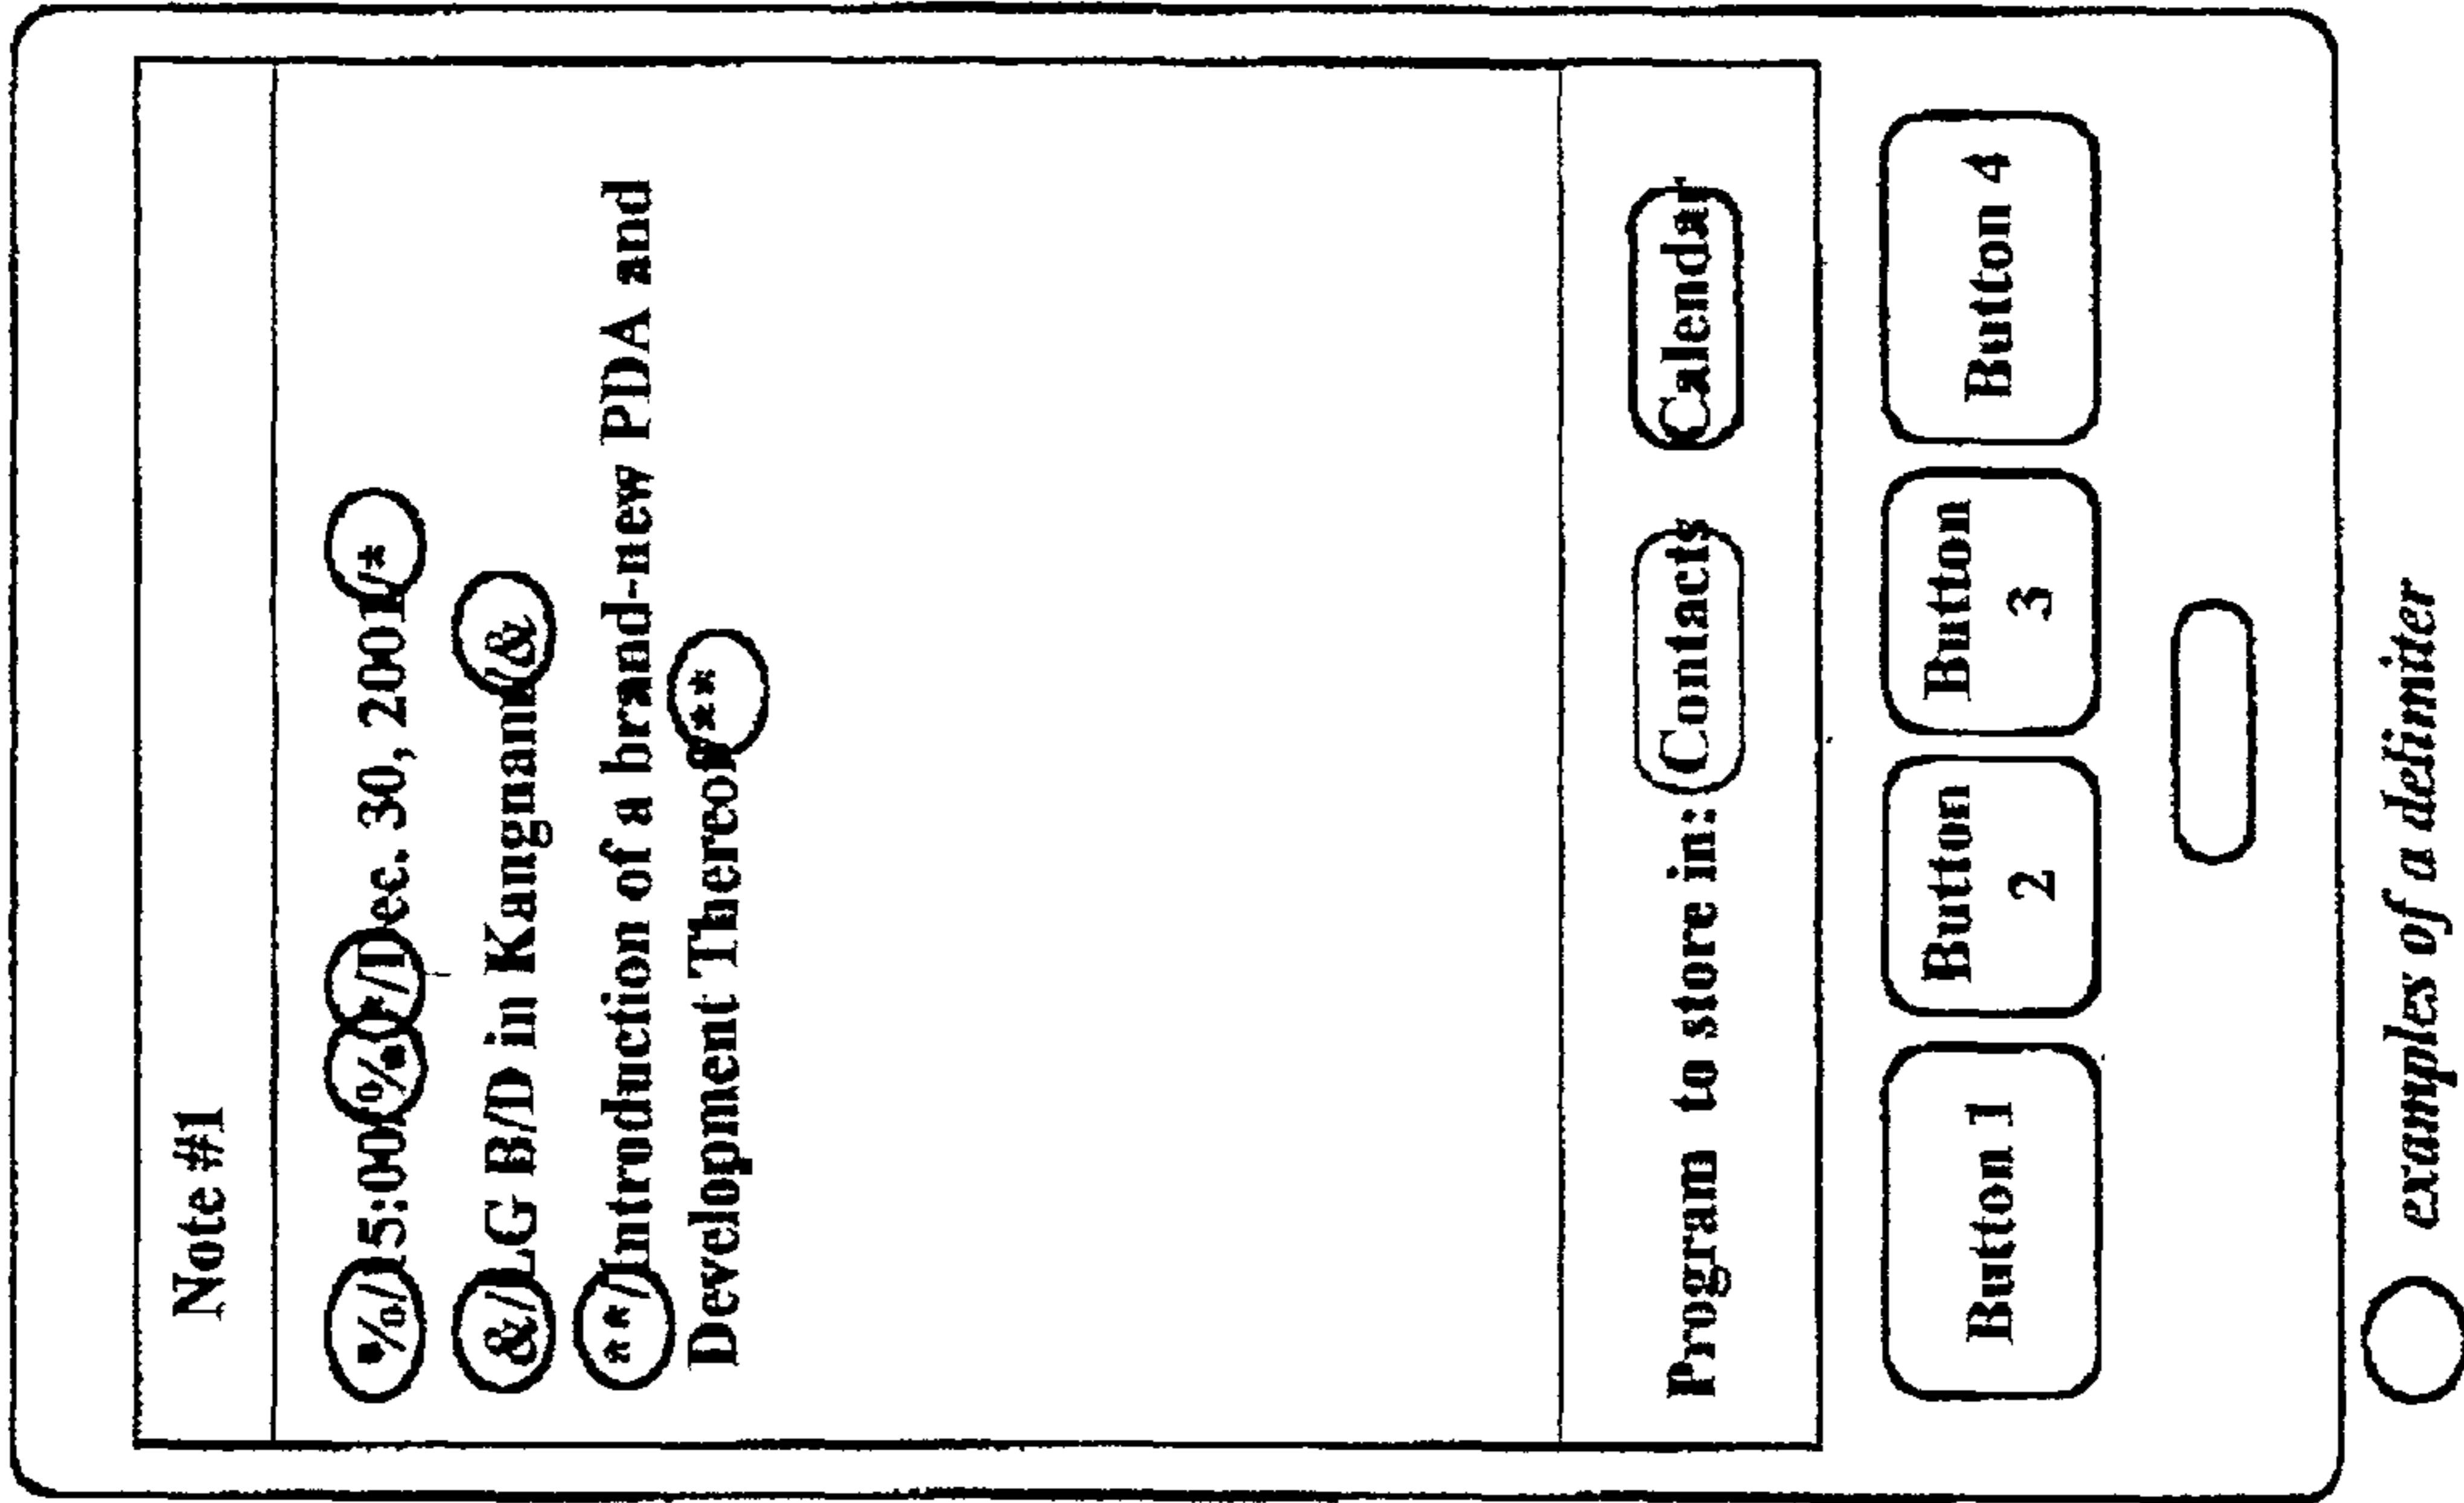 Note #1
%/15:00/%*/Dec. 30, 2001/*
&/LG B/D in Kangnam/&
**/Introduction of a brand-new PDA and
Development Thereof/**
Program to store in: Contacts Calendar
Button 1 Button 2 Button 3 Button 4
examples of a delimiter